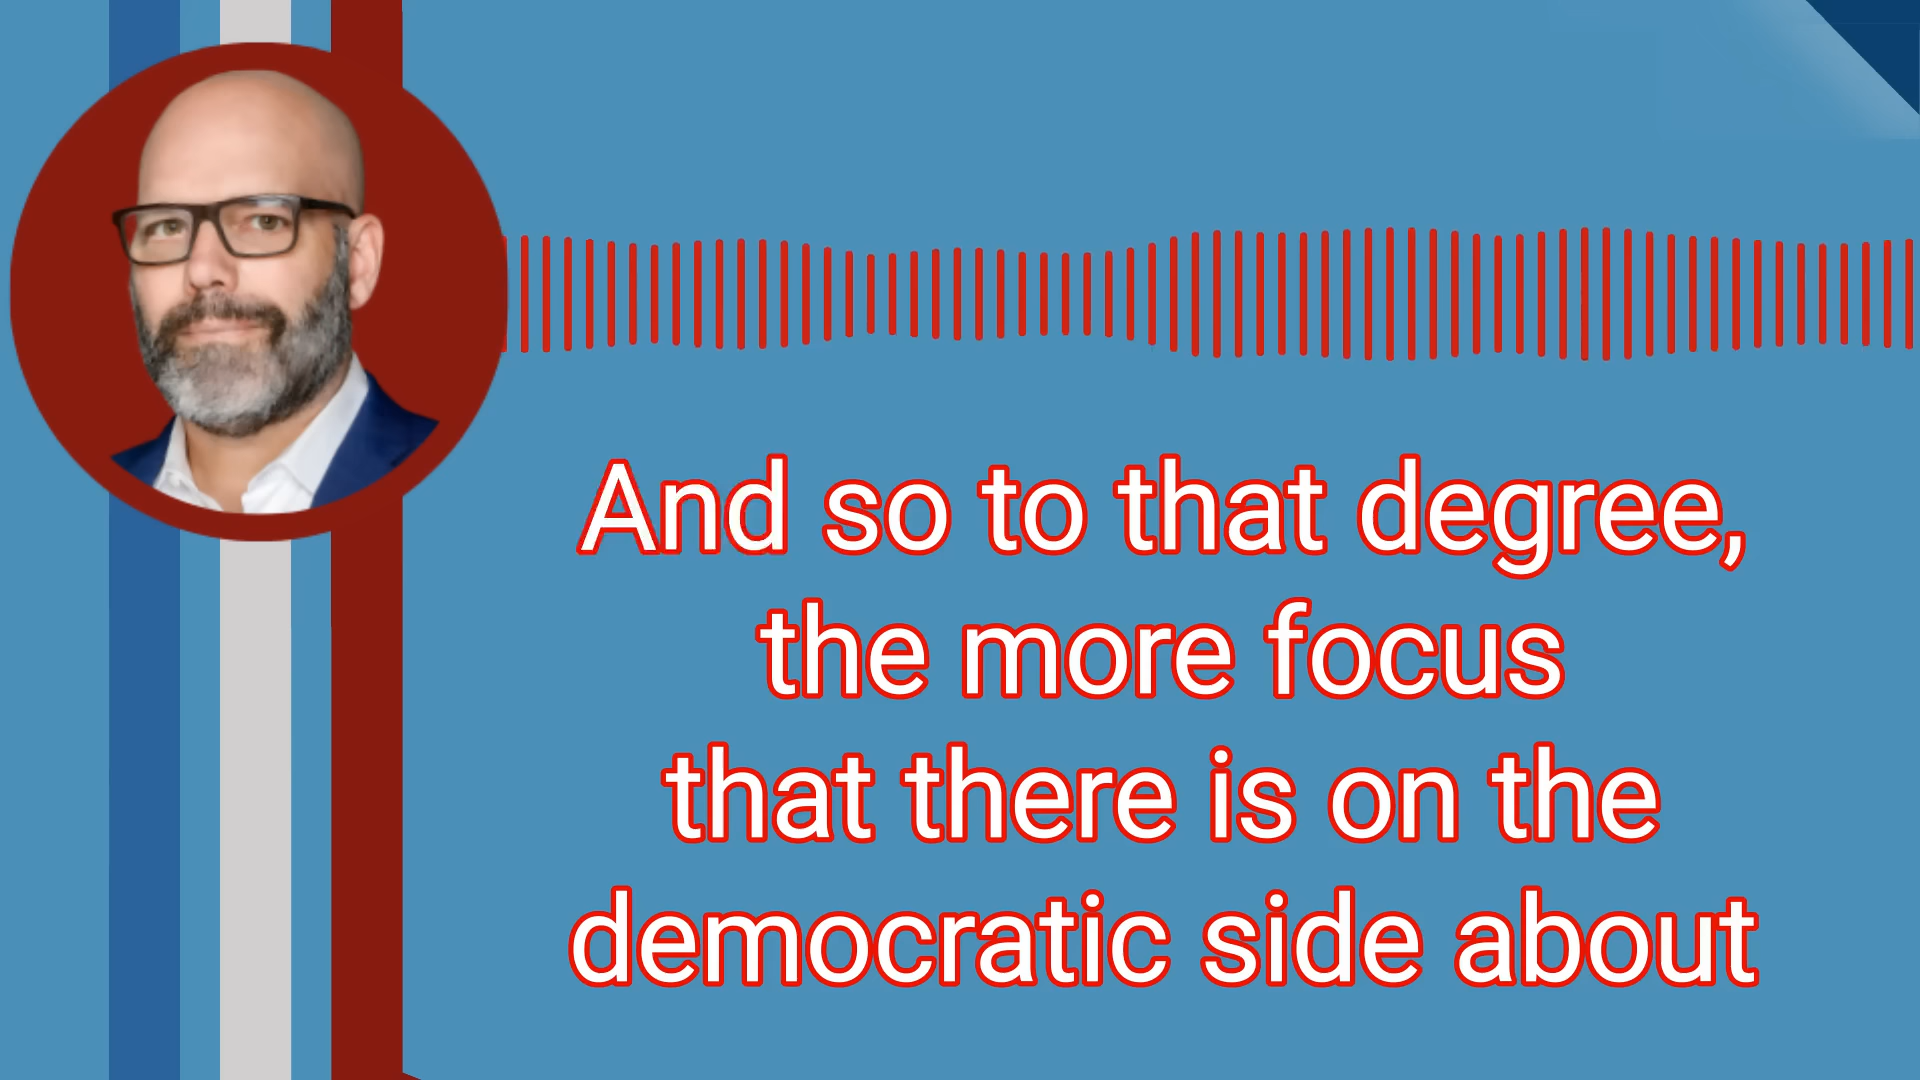 And so to that degree,
the more focus
that there is on the
democratic side about